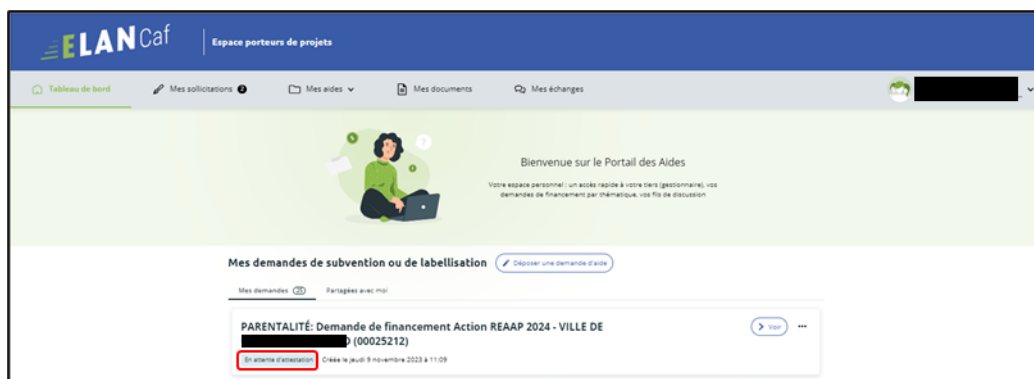 ELANCaf
Espace porteurs de projets
Tableau de bord
Mes sollicitations 2
Mes aides
Mes documents
Mes échanges
?
Bienvenue sur le Portail des Aides
Votre espace personnel : un accès rapide à votre tiers (gestionnaire), vos
demandes de financement par thématique, vos fils de discussion
Mes demandes de subvention ou de labellisation
Déposer une demande d'aide
Mes demandes 25
Partagées avec moi
PARENTALITÉ: Demande de financement Action REAAP 2024 - VILLE DE
(00025212)
Voir
En attente d'attestation
Créée le jeudi 9 novembre 2023 à 11:09